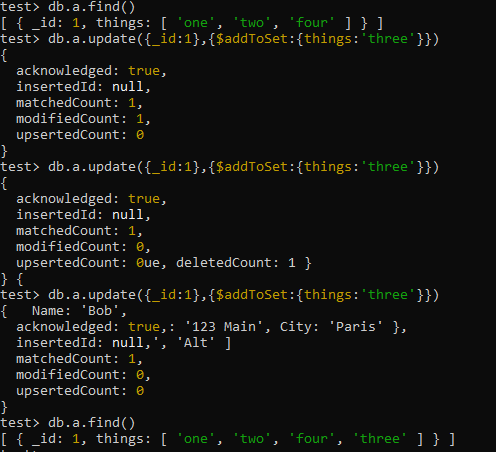 test> db.a.find()
[ { _id: 1, things: [ 'one', 'two', 'four' ] } ]
test> db.a.update({_id:1},{$addToSet:{things:'three'}})
{
  acknowledged: true,
  insertedId: null,
  matchedCount: 1,
  modifiedCount: 1,
  upsertedCount: 0
}
test> db.a.update({_id:1},{$addToSet:{things:'three'}})
{
  acknowledged: true,
  insertedId: null,
  matchedCount: 1,
  modifiedCount: 0,
  upsertedCount: 0ue, deletedCount: 1 }
} {
test> db.a.update({_id:1},{$addToSet:{things:'three'}})
{   Name: 'Bob',
  acknowledged: true,: '123 Main', City: 'Paris' },
  insertedId: null,', 'Alt' ]
  matchedCount: 1,
  modifiedCount: 0,
  upsertedCount: 0
}
test> db.a.find()
[ { _id: 1, things: [ 'one', 'two', 'four', 'three' ] } ]